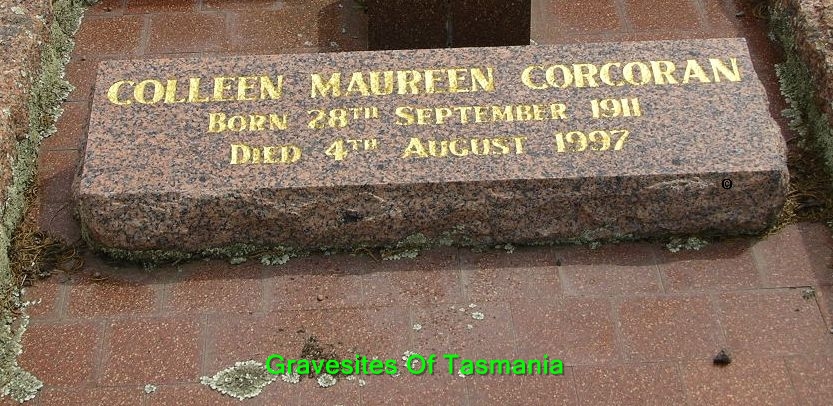 COLLEEN MAUREEN CORCORAN
BORN 28TH SEPTEMBER 1911
DIED 4TH AUGUST 1997
©
Gravesites Of Tasmania